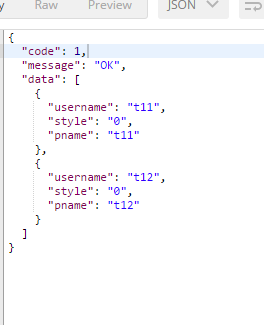 Raw Preview JSON
{
"code": 1,
"message": "OK",
"data": [
{
"username": "t11",
"style": "0",
"pname": "t11"
},
{
"username": "t12",
"style": "0",
"pname": "t12"
}
]
}